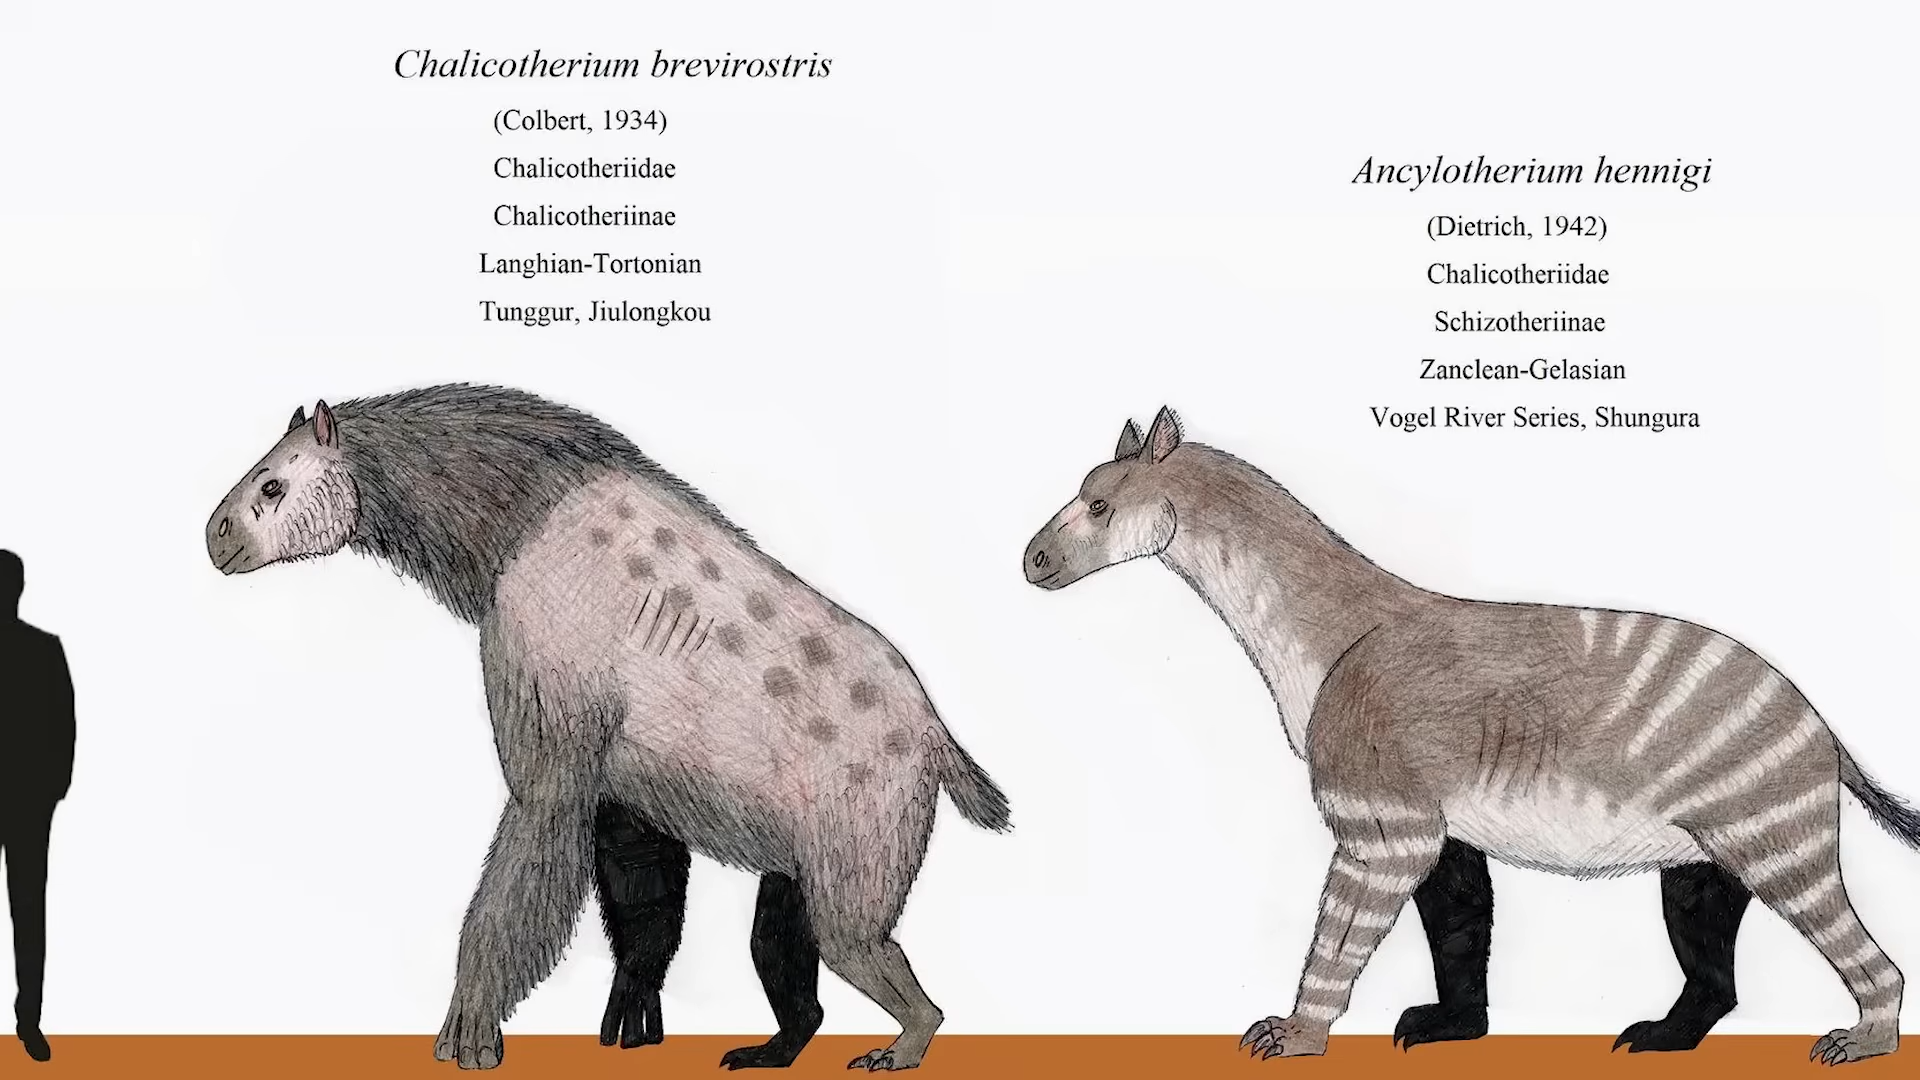 Chalicotherium brevirostris
(Colbert, 1934)
Chalicotheriidae
Chalicotheriinae
Langhian-Tortonian
Tunggur, Jiulongkou
Ancylotherium hennigi
(Dietrich, 1942)
Chalicotheriidae
Schizotheriinae
Zanclean-Gelasian
Vogel River Series, Shungura